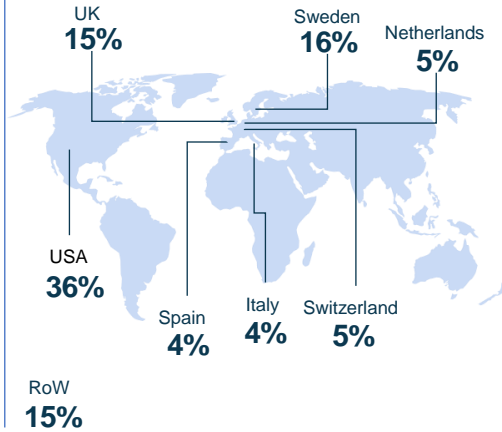 UK
15%
Sweden
16%
Netherlands
5%
USA
36%
Spain
4%
Italy
4%
Switzerland
5%
RoW
15%